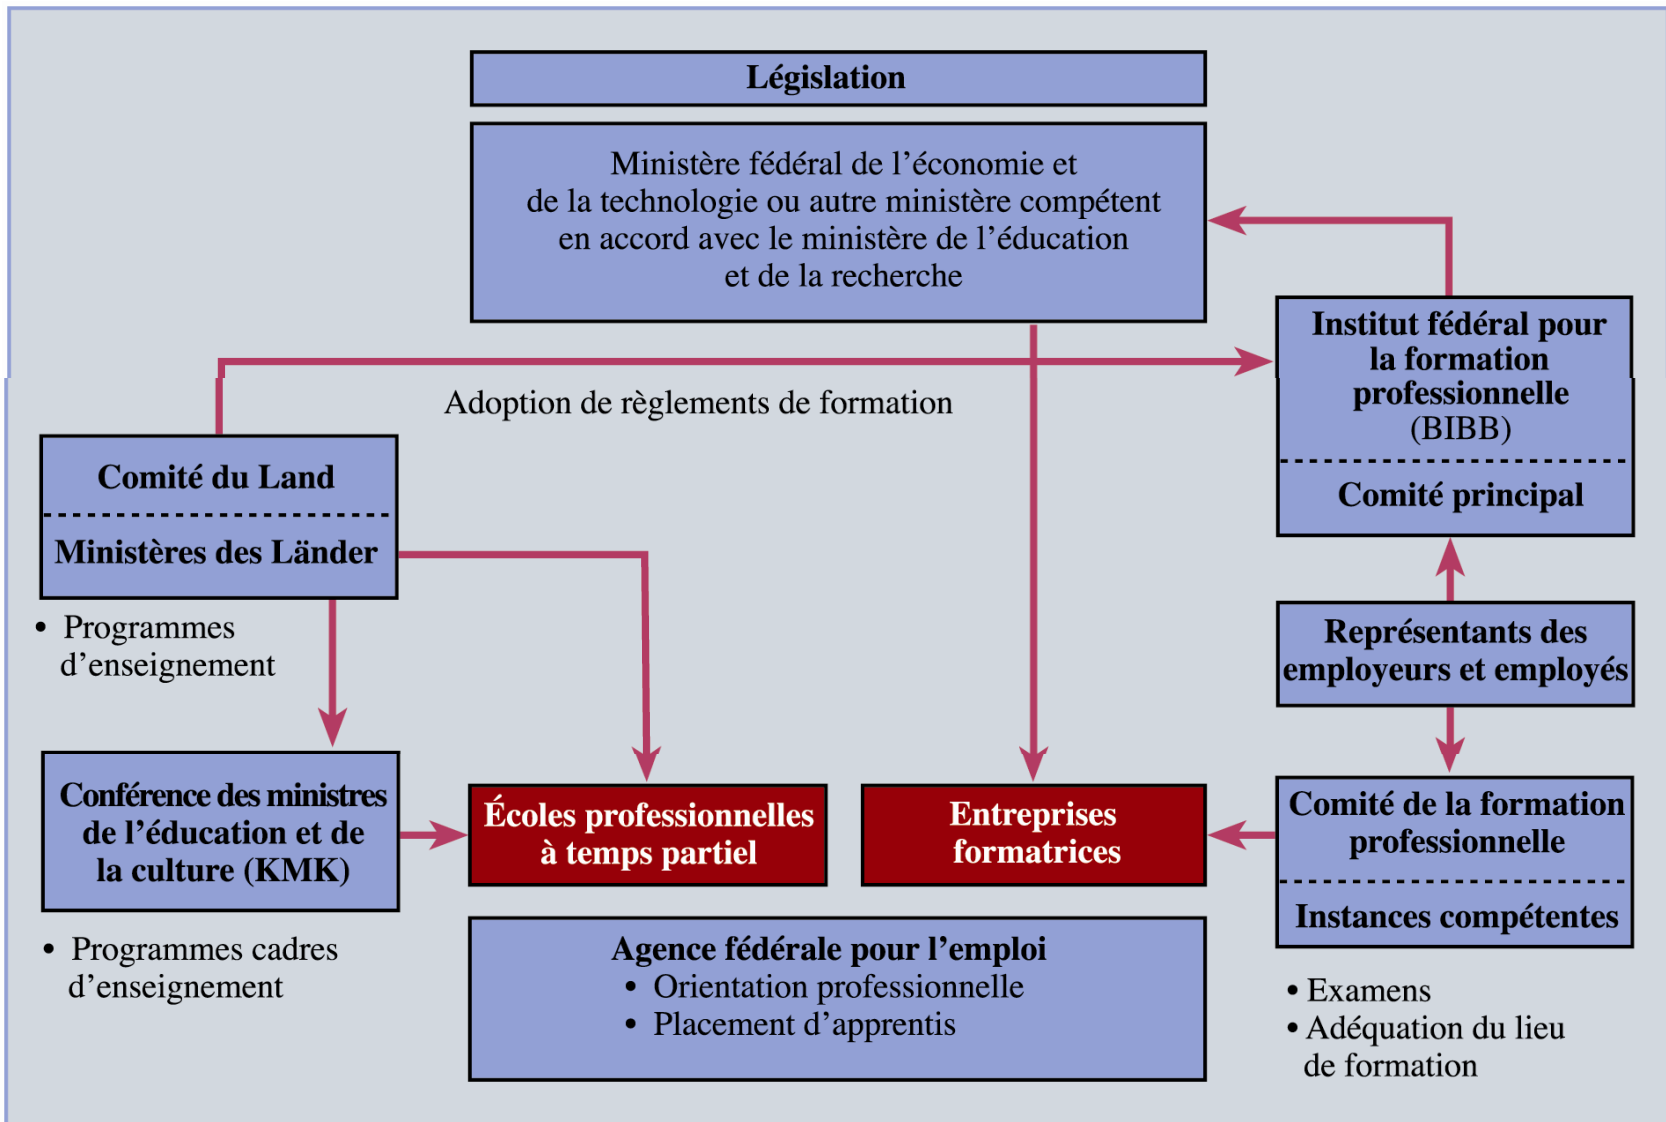 Législation
Ministère fédéral de l’économie et
de la technologie ou autre ministère compétent
en accord avec le ministère de l’éducation
et de la recherche
Institut fédéral pour
la formation
professionnelle
(BIBB)
Comité principal
Adoption de règlements de formation
Comité du Land
Ministères des Länder
• Programmes
d’enseignement
Représentants des
employeurs et employés
Conférence des ministres
de l’éducation et de
la culture (KMK)
• Programmes cadres
d’enseignement
Écoles professionnelles
à temps partiel
Entreprises
formatrices
Comité de la formation
professionnelle
Instances compétentes
• Examens
• Adéquation du lieu
de formation
Agence fédérale pour l’emploi
• Orientation professionnelle
• Placement d’apprentis